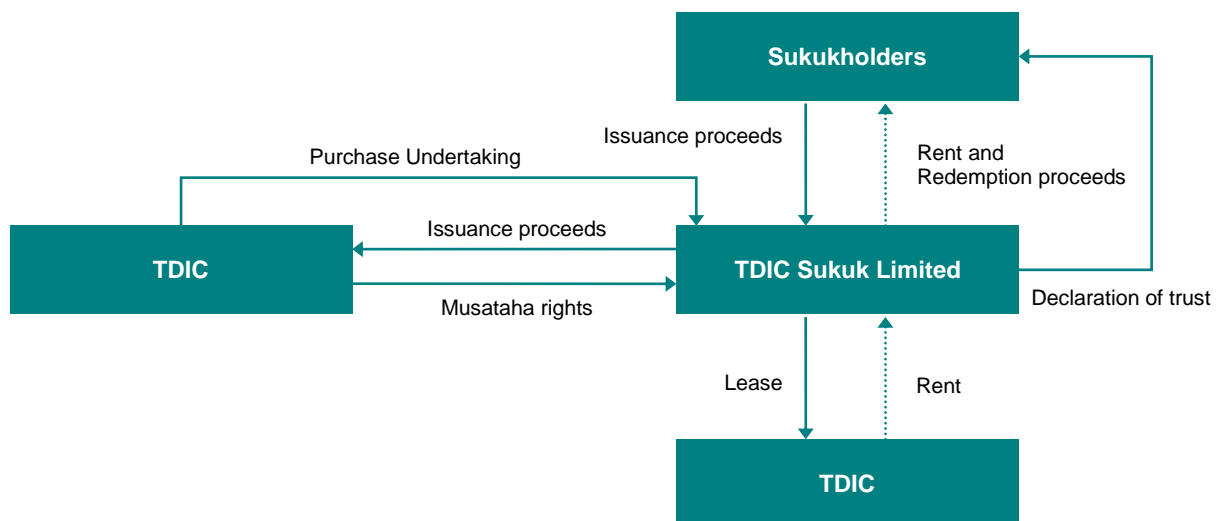 Sukukholders
Issuance proceeds
Rent and
Redemption proceeds
Purchase Undertaking
Issuance proceeds
TDIC
TDIC Sukuk Limited
Musataha rights
Declaration of trust
Lease
Rent
TDIC